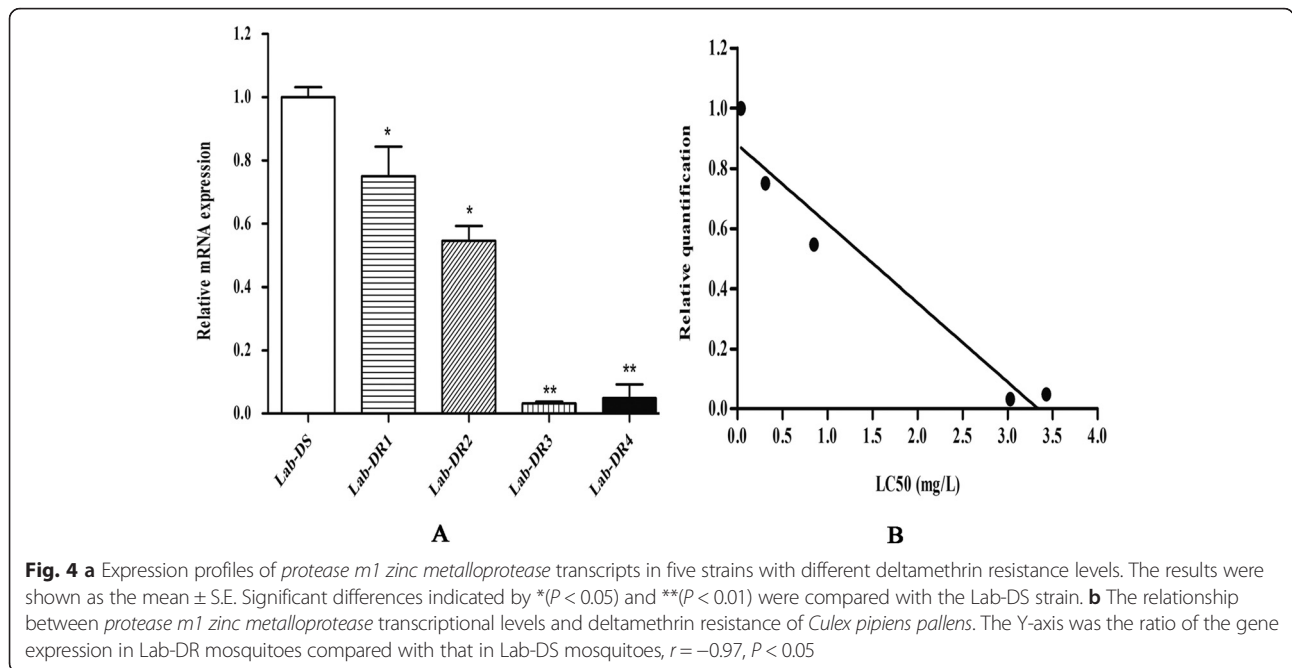 1.2
1.0
0.8
0.6
0.4
0.2
0.0
Relative mRNA expression
*
*
**
**
Lab-DS
Lab-DR1
Lab-DR2
Lab-DR3
Lab-DR4
A
1.2
1.0
0.8
0.6
0.4
0.2
0.0
Relative quantification
0.0 0.5 1.0 1.5 2.0 2.5 3.0 3.5 4.0
LC50 (mg/L)
B
Fig. 4 a Expression profiles of protease m1 zinc metalloprotease transcripts in five strains with different deltamethrin resistance levels. The results were
shown as the mean ± S.E. Significant differences indicated by *(P < 0.05) and **(P < 0.01) were compared with the Lab-DS strain. b The relationship
between protease m1 zinc metalloprotease transcriptional levels and deltamethrin resistance of Culex pipiens pallens. The Y-axis was the ratio of the gene
expression in Lab-DR mosquitoes compared with that in Lab-DS mosquitoes, r = −0.97, P < 0.05